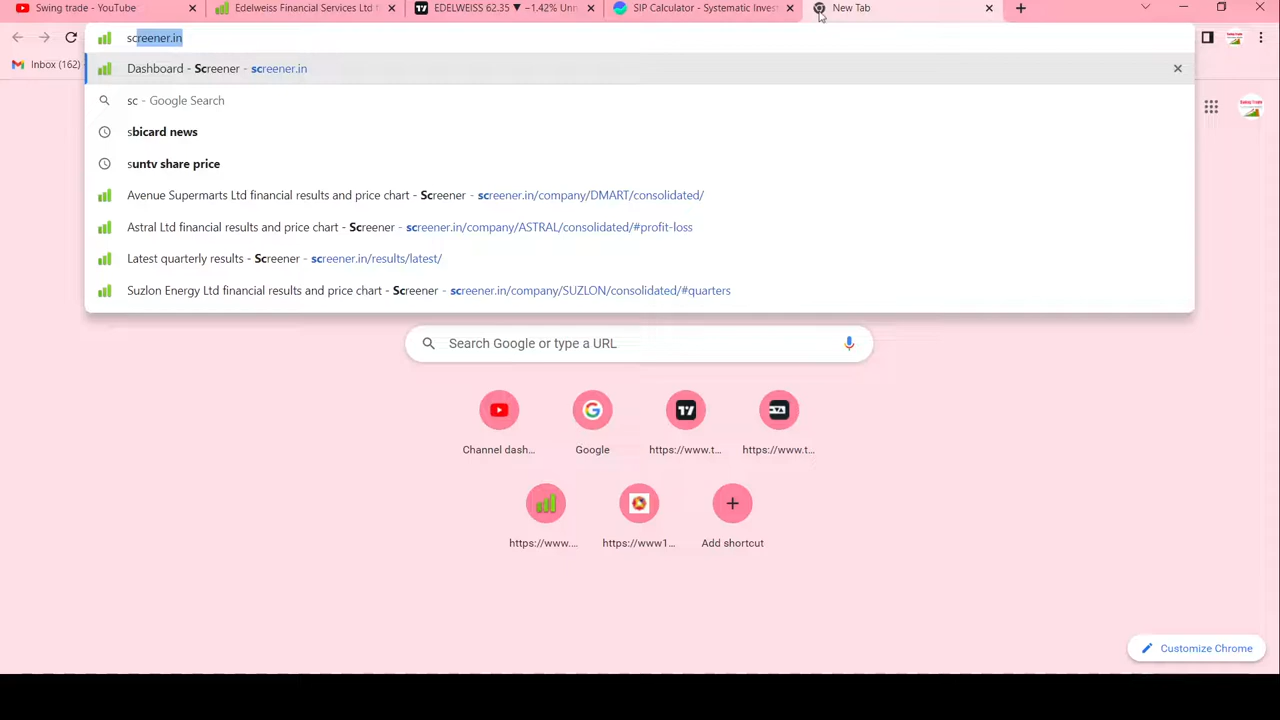 Swing trade - YouTube
Edelweiss Financial Services Ltd
EDELWEISS 62.35 ▼ −1.42% Unn
SIP Calculator - Systematic Invest
New Tab
screener.in
Inbox (162)
Dashboard - Screener - screener.in
sc - Google Search
sbicard news
suntv share price
Avenue Supermarts Ltd financial results and price chart - Screener - screener.in/company/DMART/consolidated/
Astral Ltd financial results and price chart - Screener - screener.in/company/ASTRAL/consolidated/#profit-loss
Latest quarterly results - Screener - screener.in/results/latest/
Suzlon Energy Ltd financial results and price chart - Screener - screener.in/company/SUZLON/consolidated/#quarters
Search Google or type a URL
Channel dash...
Google
https://www.t...
https://www.t...
https://www....
https://www1...
Add shortcut
Customize Chrome